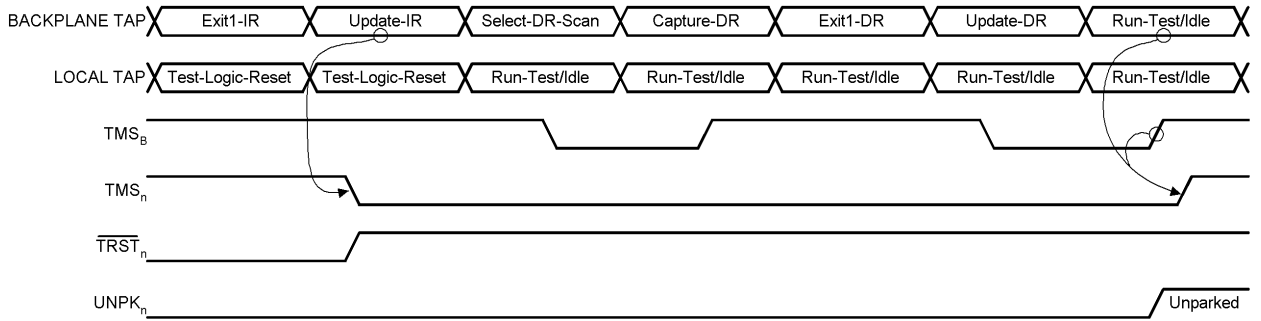 BACKPLANE TAP Exit1-IR Update-IR Select-DR-Scan Capture-DR Exit1-DR Update-DR Run-Test/Idle
LOCAL TAP Test-Logic-Reset Test-Logic-Reset Run-Test/Idle Run-Test/Idle Run-Test/Idle Run-Test/Idle Run-Test/Idle
TMSB
TMSn
TRSTn
UNPKn Unparked